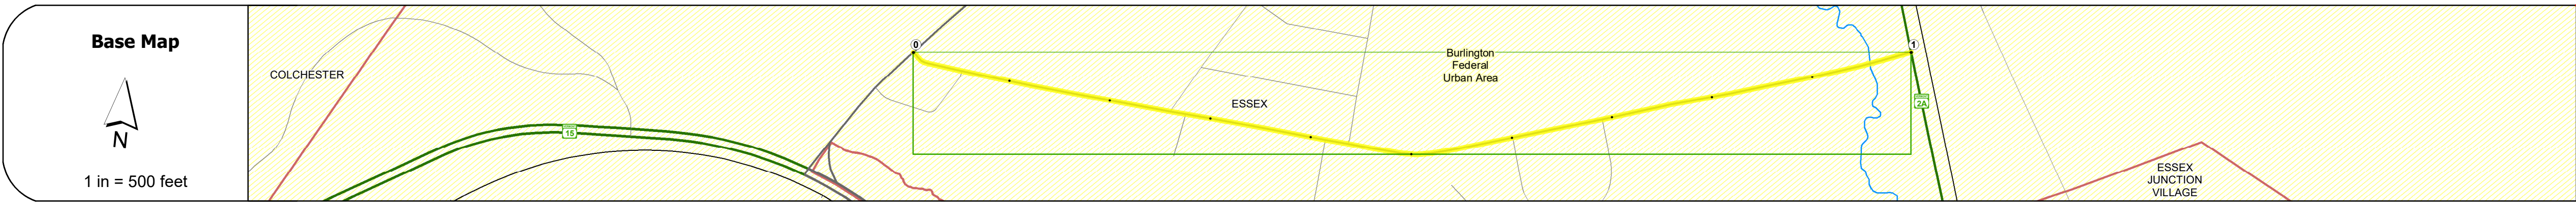 Base Map
N
1 in = 500 feet
COLCHESTER
15
0
ESSEX
Burlington
Federal
Urban Area
1
2A
ESSEX
JUNCTION
VILLAGE